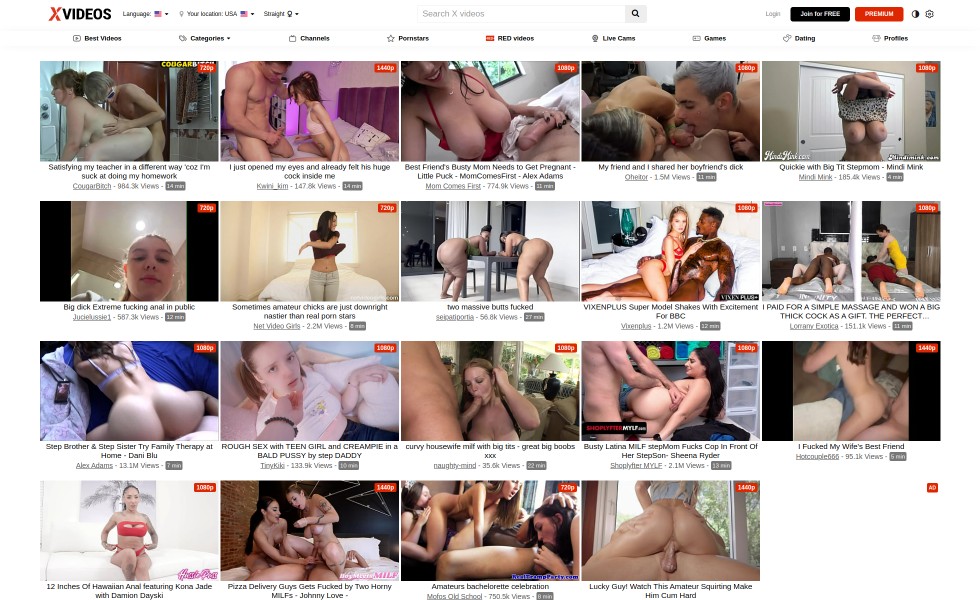 XVIDEOS
Language:
Your location: USA
Straight
Search X videos
Login
Join for FREE
PREMIUM
Best Videos
Categories
Channels
Pornstars
RED videos
Live Cams
Games
Dating
Profiles
COUGARBITCH
720p
1440p
1080p
1080p
HandsHink.com
Mindimink.com
1080p
Satisfying my teacher in a different way 'coz I'm
suck at doing my homework
CougarBitch - 984.3k Views - 14 min
I just opened my eyes and already felt his huge
cock inside me
Kwini_kim - 147.8k Views - 14 min
Best Friend's Busty Mom Needs to Get Pregnant -
Little Puck - MomComesFirst - Alex Adams
Mom Comes First - 774.9k Views - 11 min
My friend and I shared her boyfriend's dick
Oheitor - 1.5M Views - 11 min
Quickie with Big Tit Stepmom - Mindi Mink
Mindi Mink - 185.4k Views - 4 min
720p
720p
1080p
VIXEN PLUS
1080p
Big dick Extreme fucking anal in public
Jucielussie1 - 587.3k Views - 12 min
Sometimes amateur chicks are just downright
nastier than real porn stars
Net Video Girls - 2.2M Views - 8 min
two massive butts fucked
seipatiportia - 56.8k Views - 27 min
VIXENPLUS Super Model Shakes With Excitement
For BBC
Vixenplus - 1.2M Views - 12 min
I PAID FOR A SIMPLE MASSAGE AND WON A BIG
THICK COCK AS A GIFT. THE PERFECT…
Lorrany Exotica - 151.1k Views - 11 min
1080p
1080p
1080p
1080p
SHOPLYFTERMYLF.com
1440p
Step Brother & Step Sister Try Family Therapy at
Home - Dani Blu
Alex Adams - 13.1M Views - 7 min
ROUGH SEX with TEEN GIRL and CREAMPIE in a
BALD PUSSY by step DADDY
TinyKiki - 133.9k Views - 10 min
curvy housewife milf with big tits - great big boobs
xxx
naughty-mind - 35.6k Views - 22 min
Busty Latina MILF stepMom Fucks Cop In Front Of
Her StepSon- Sheena Ryder
Shoplyfter MYLF - 2.1M Views - 13 min
I Fucked My Wife's Best Friend
Hotcouple666 - 95.1k Views - 5 min
1080p
1440p
720p
1440p
AD
12 Inches Of Hawaiian Anal featuring Kona Jade
with Damion Dayski
Pizza Delivery Guys Gets Fucked by Two Horny
MILFs - Johnny Love -
Amateurs bachelorette celebration
Mofos Old School - 750.5k Views - 8 min
Lucky Guy! Watch This Amateur Squirting Make
Him Cum Hard